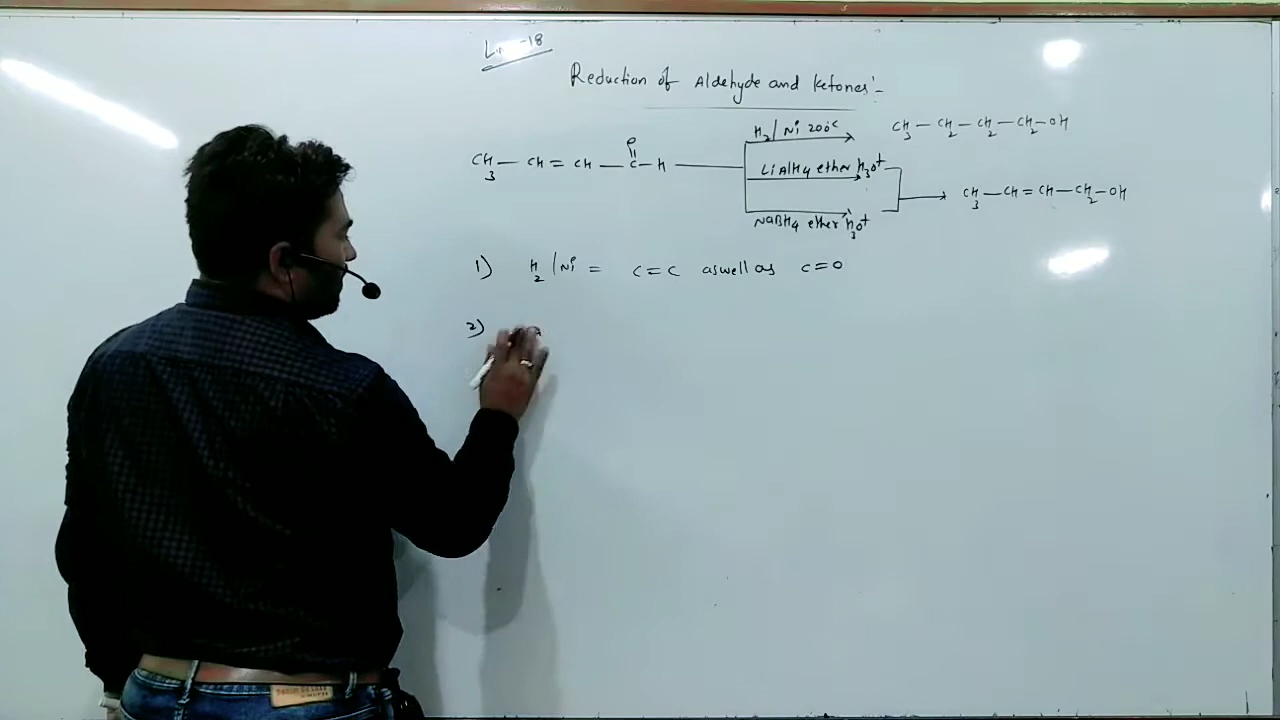 Reduction of Aldehyde and Ketones:-
H2/Ni 200°C
CH3-CH2-CH2-CH2-OH
CH3-CH=CH-C-H
O
LiAlH4 ether H3O+
CH3-CH=CH-CH2-OH
NaBH4 ether H3O+
1) H2/Ni = C=C aswell as C=O
2)